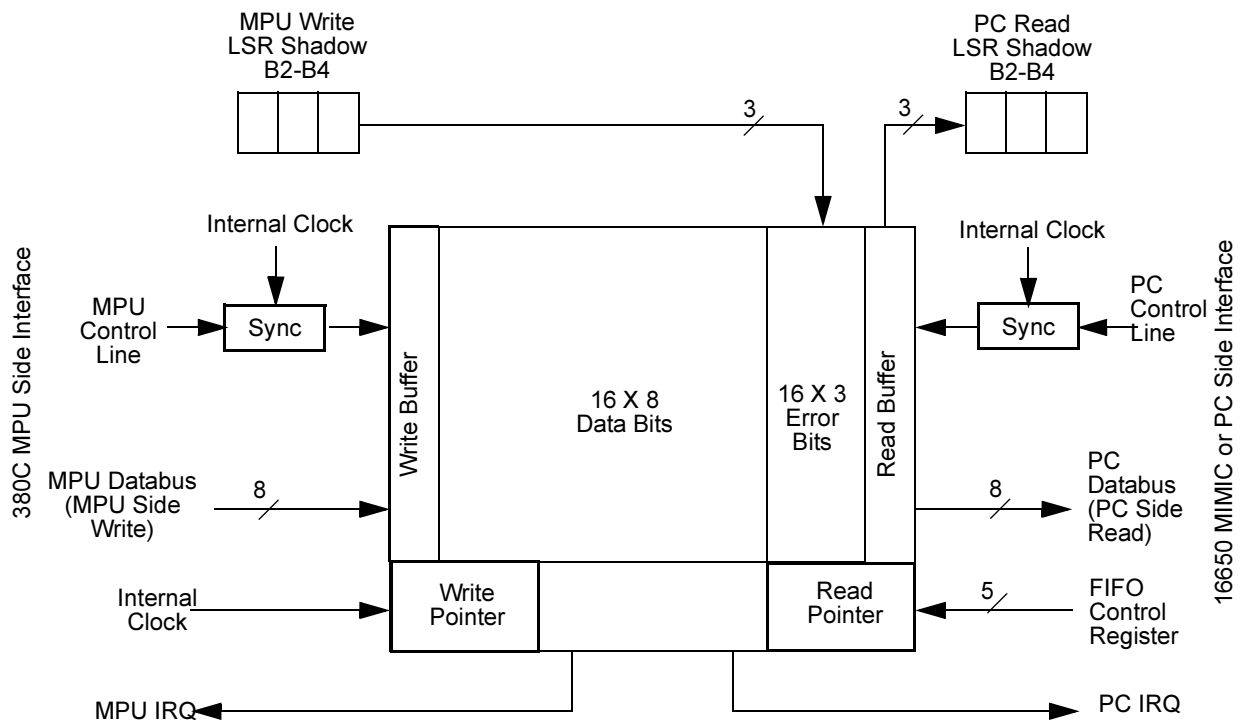 MPU Write
LSR Shadow
B2-B4
PC Read
LSR Shadow
B2-B4
3
3
Internal Clock
Internal Clock
380C MPU Side Interface
MPU
Control
Line
Sync
Write Buffer
16 X 8
Data Bits
16 X 3
Error
Bits
Read Buffer
Sync
PC
Control
Line
16650 MIMIC or PC Side Interface
MPU Databus
(MPU Side
Write)
8
8
PC
Databus
(PC Side
Read)
Internal
Clock
Write
Pointer
Read
Pointer
5
FIFO
Control
Register
MPU IRQ
PC IRQ